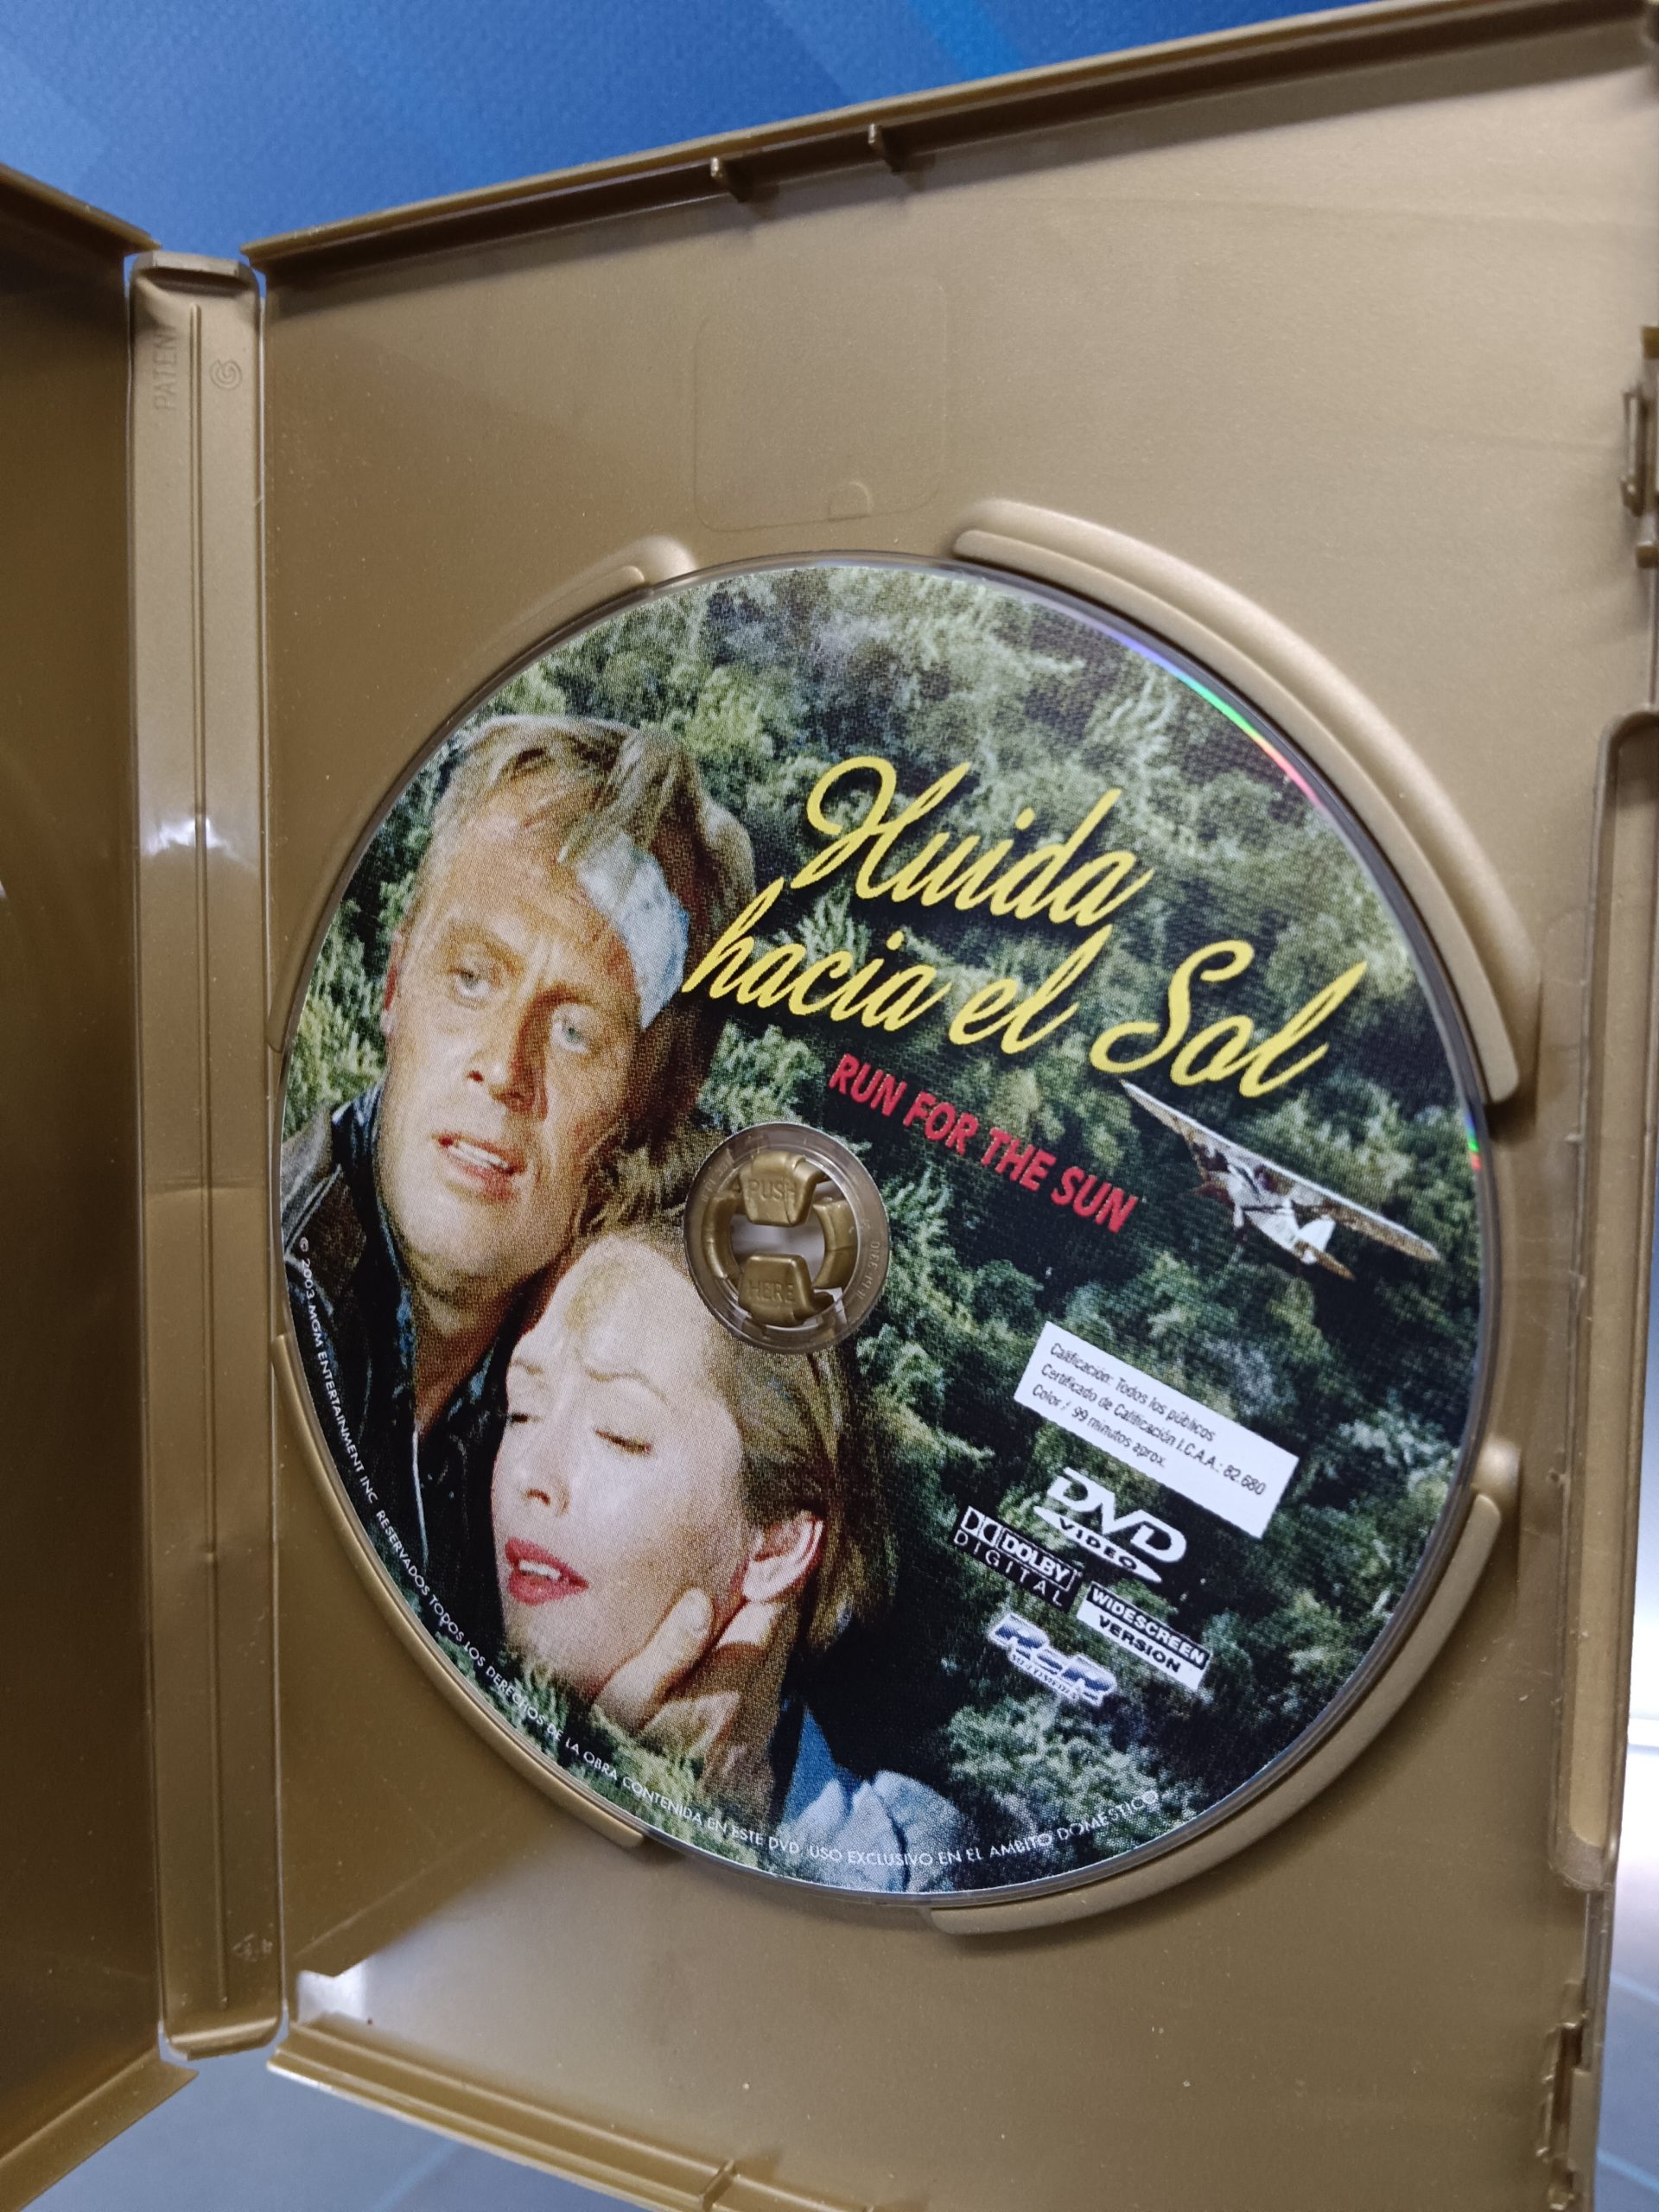 Huida
hacia el Sol
RUN FOR THE SUN
PUSH
HERE
Calificación: Todos los públicos
Certificado de Calificación I.C.A.A.: 82.680
Color / 99 minutos aprox.
DVD
VIDEO
DOLBY
DIGITAL
WIDESCREEN
VERSION
© 2003 MGM ENTERTAINMENT INC RESERVADOS TODOS LOS DERECHOS DE LA OBRA CONTENIDA EN ESTE DVD. USO EXCLUSIVO EN EL AMBITO DOMESTICO